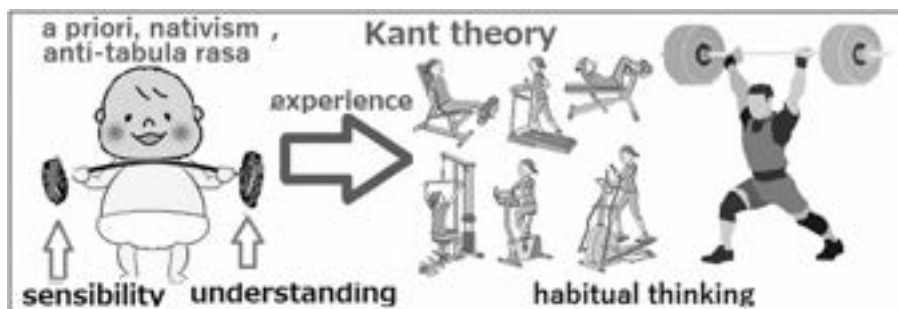 a priori, nativism ,
anti-tabula rasa
Kant theory
experience
sensibility
understanding
habitual thinking